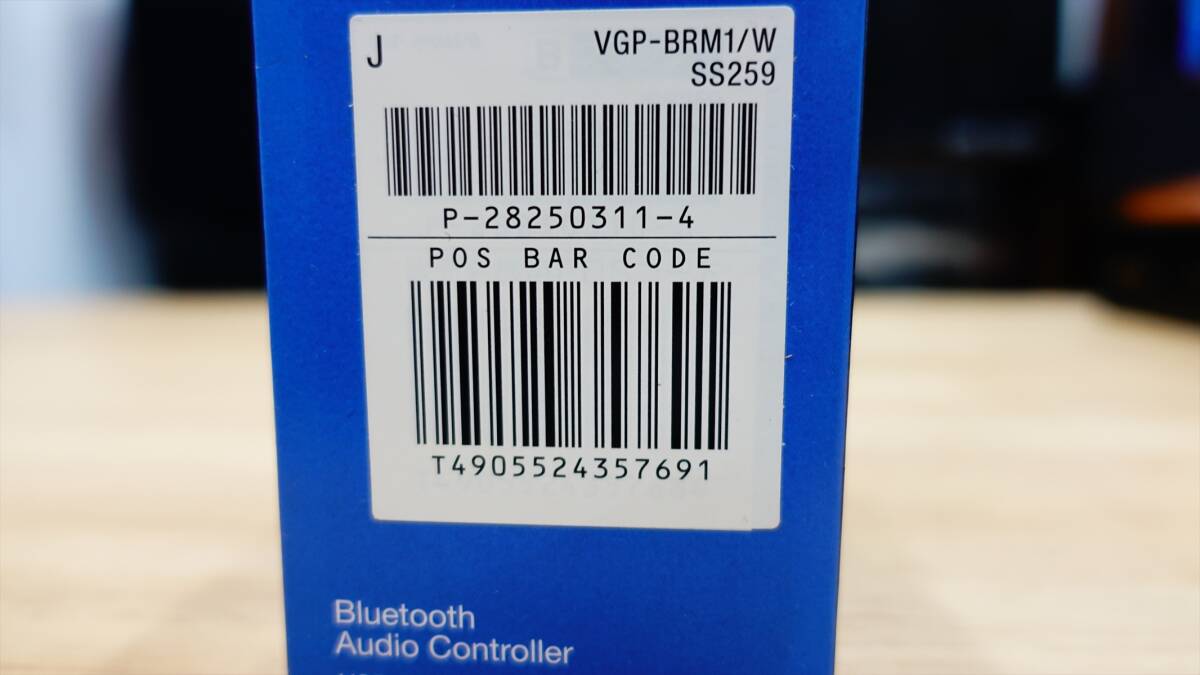 J
VGP-BRM1/W
SS259
P-28250311-4
POS BAR CODE
T4905524357691
Bluetooth
Audio Controller